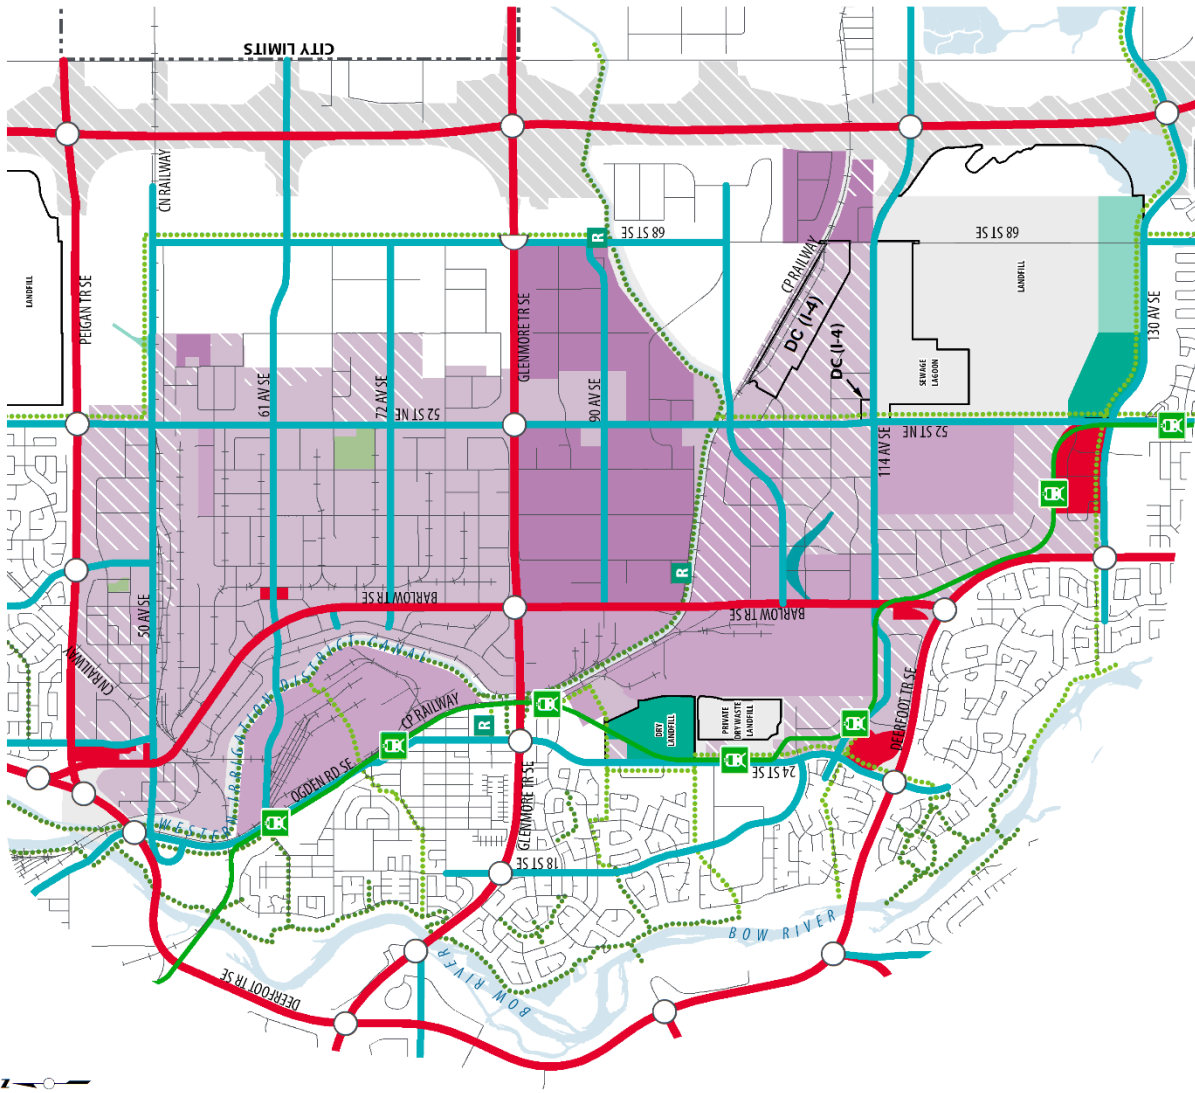 CITY LIMITS
CN RAILWAY
68 ST SE
R
68 ST SE
LANDFILL
PEIGAN TR SE
CP RAILWAY
LANDFILL
130 AV SE
GLENMORE TR SE
DC (I-4)
DC (I-4)
SEWAGE
LAGOON
61 AV SE
72 AV SE
90 AV SE
52 ST NE
52 ST NE
114 AV SE
R
50 AV SE
BARLOW TR SE
BARLOW TR SE
CN RAILWAY
WESTERN IRRIGATION DISTRICT CANAL
CP RAILWAY
R
DRY
LANDFILL
PRIVATE
DRY WASTE
LANDFILL
DEERFOOT TR SE
OGDEN RD SE
24 ST SE
GLENMORE TR SE
18 ST SE
BOW RIVER
BOW RIVER
DEERFOOT TR SE
N